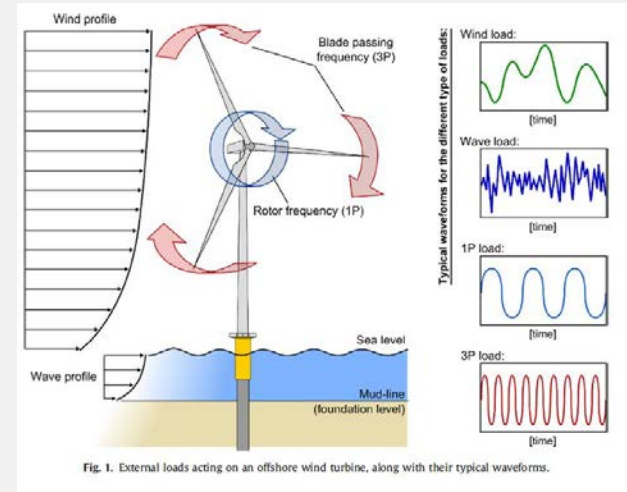 Wind profile
Blade passing
frequency (3P)
Rotor frequency (1P)
Sea level
Wave profile
Mud-line
(foundation level)
Typical waveforms for the different type of loads:
Wind load:
[time]
Wave load:
[time]
1P load:
[time]
3P load:
[time]
Fig. 1. External loads acting on an offshore wind turbine, along with their typical waveforms.